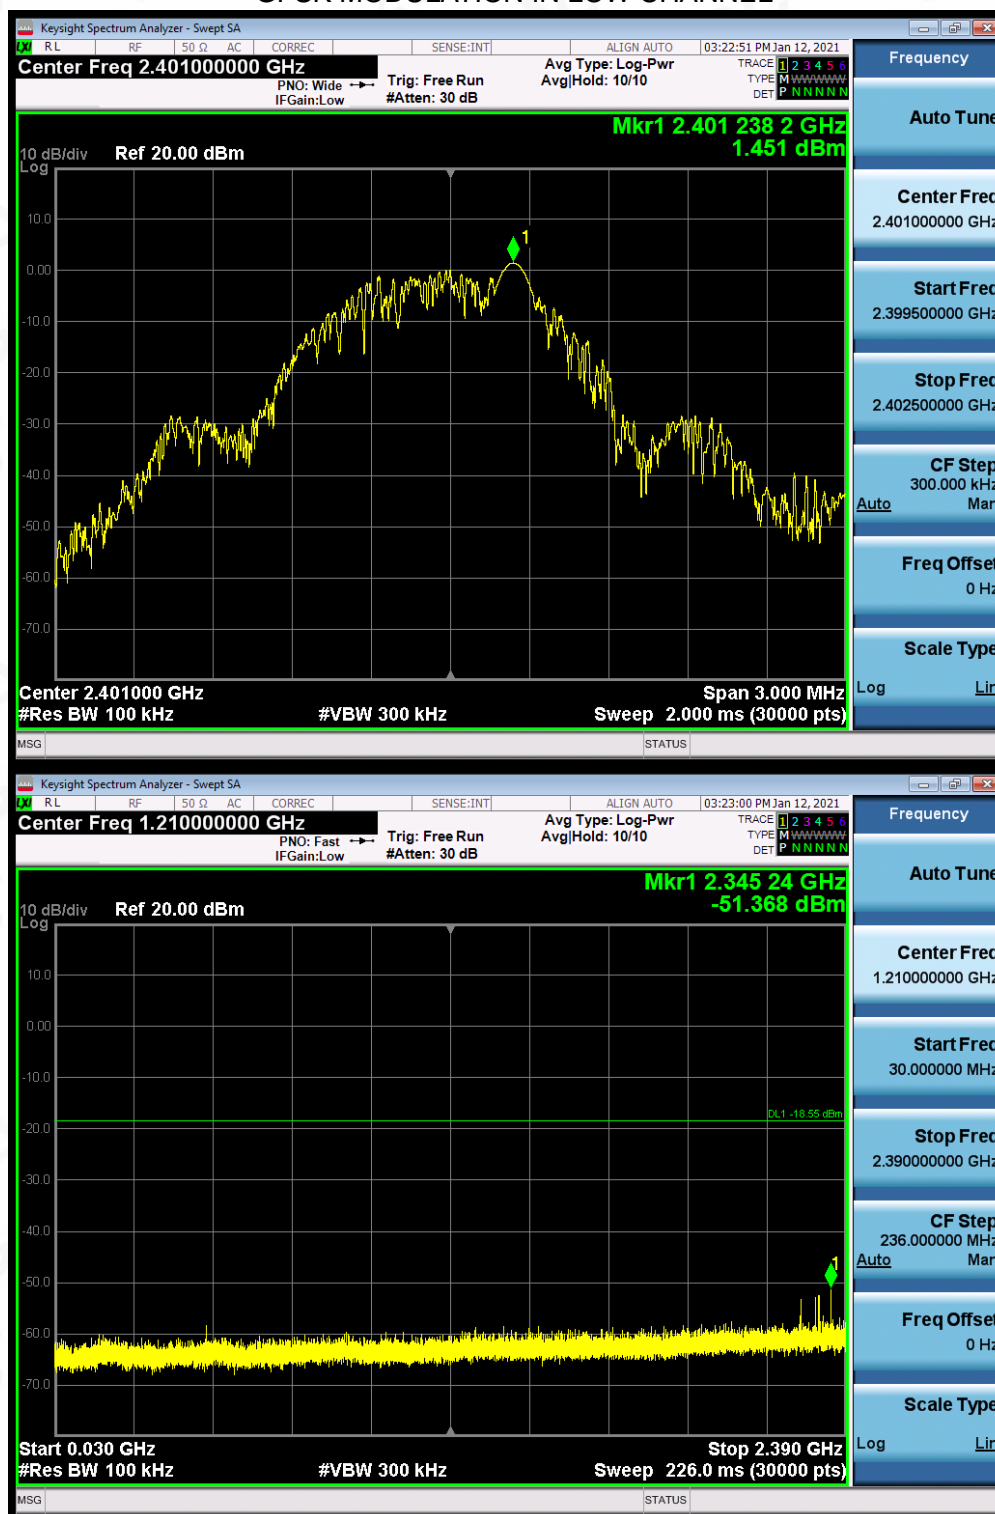 GFSK MODULATION IN LOW CHANNEL
Keysight Spectrum Analyzer - Swept SA
LXI RL RF 50 Ω AC CORREC SENSE:INT ALIGN AUTO 03:22:51 PM Jan 12, 2021
Center Freq 2.401000000 GHz
PNO: Wide
IFGain:Low
Trig: Free Run
#Atten: 30 dB
Avg Type: Log-Pwr
Avg|Hold: 10/10
TRACE 1 2 3 4 5 6
TYPE M WWWWW
DET P N N N N N
Mkr1 2.401 238 2 GHz
1.451 dBm
10 dB/div Ref 20.00 dBm
Log
10.0
0.00
-10.0
-20.0
-30.0
-40.0
-50.0
-60.0
-70.0
1
Center 2.401000 GHz
Span 3.000 MHz
#Res BW 100 kHz
#VBW 300 kHz
Sweep 2.000 ms (30000 pts)
MSG
STATUS
Frequency
Auto Tune
Center Freq
2.401000000 GHz
Start Freq
2.399500000 GHz
Stop Freq
2.402500000 GHz
CF Step
300.000 kHz
Auto Man
Freq Offset
0 Hz
Scale Type
Log Lin
Keysight Spectrum Analyzer - Swept SA
LXI RL RF 50 Ω AC CORREC SENSE:INT ALIGN AUTO 03:23:00 PM Jan 12, 2021
Center Freq 1.210000000 GHz
PNO: Fast
IFGain:Low
Trig: Free Run
#Atten: 30 dB
Avg Type: Log-Pwr
Avg|Hold: 10/10
TRACE 1 2 3 4 5 6
TYPE M WWWWW
DET P N N N N N
Mkr1 2.345 24 GHz
-51.368 dBm
10 dB/div Ref 20.00 dBm
Log
10.0
0.00
-10.0
DL1 -18.55 dBm
-20.0
-30.0
-40.0
-50.0
-60.0
-70.0
1
Start 0.030 GHz
Stop 2.390 GHz
#Res BW 100 kHz
#VBW 300 kHz
Sweep 226.0 ms (30000 pts)
MSG
STATUS
Frequency
Auto Tune
Center Freq
1.210000000 GHz
Start Freq
30.000000 MHz
Stop Freq
2.390000000 GHz
CF Step
236.000000 MHz
Auto Man
Freq Offset
0 Hz
Scale Type
Log Lin